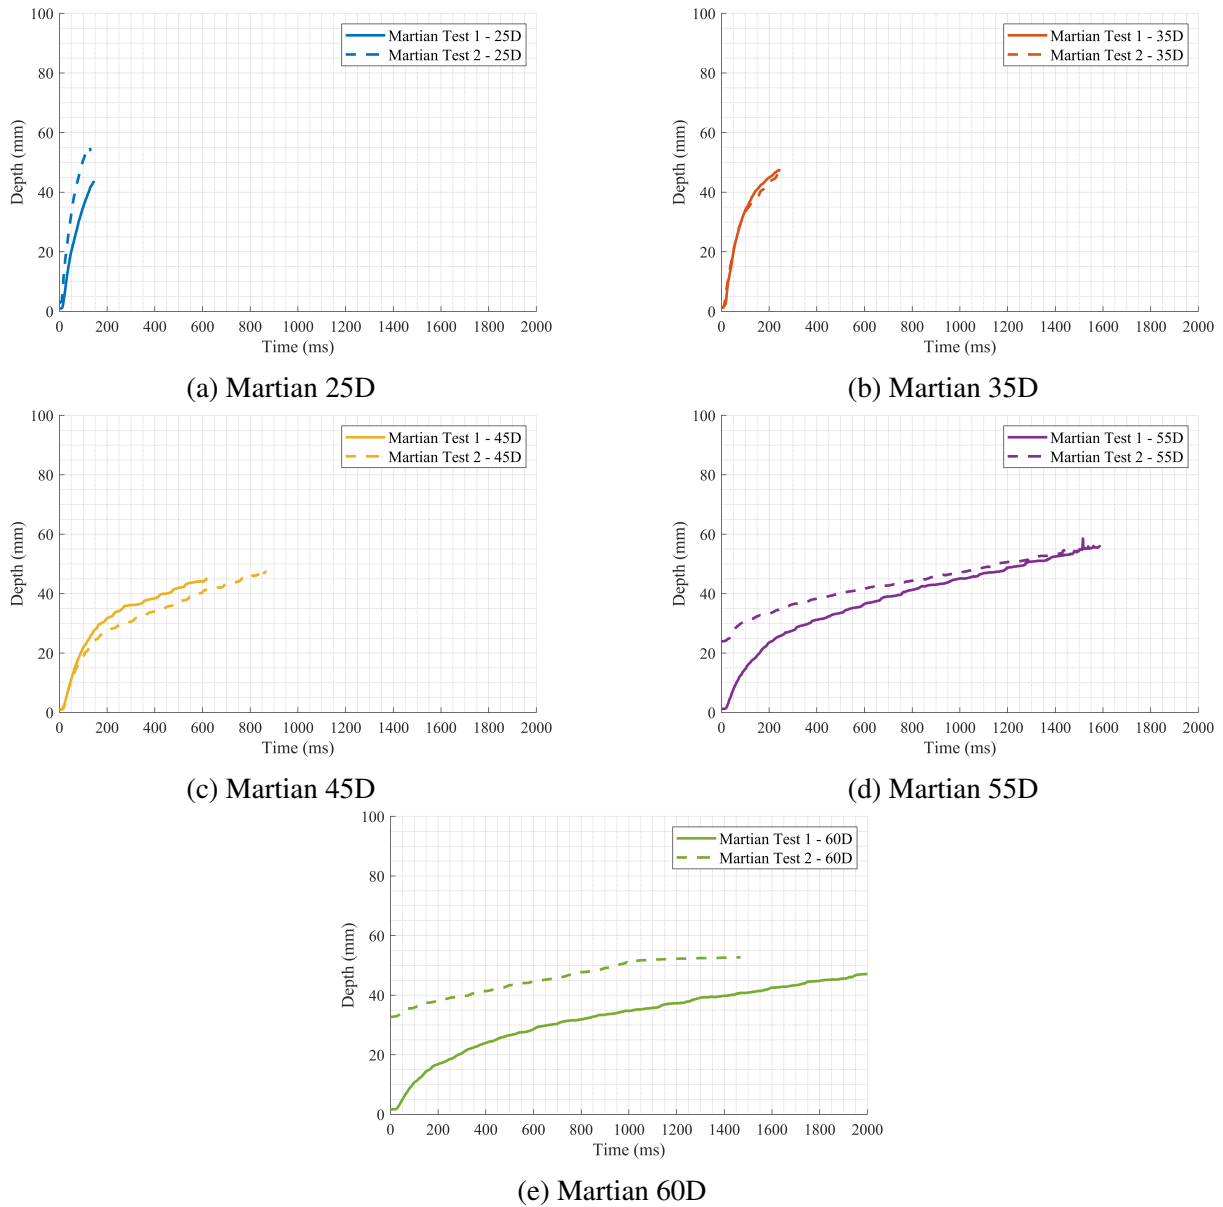 100
80
60
40
20
0
Depth (mm)
Martian Test 1 - 25D
Martian Test 2 - 25D
0 200 400 600 800 1000 1200 1400 1600 1800 2000
Time (ms)
(a) Martian 25D
100
80
60
40
20
0
Depth (mm)
Martian Test 1 - 35D
Martian Test 2 - 35D
0 200 400 600 800 1000 1200 1400 1600 1800 2000
Time (ms)
(b) Martian 35D
100
80
60
40
20
0
Depth (mm)
Martian Test 1 - 45D
Martian Test 2 - 45D
0 200 400 600 800 1000 1200 1400 1600 1800 2000
Time (ms)
(c) Martian 45D
100
80
60
40
20
0
Depth (mm)
Martian Test 1 - 55D
Martian Test 2 - 55D
0 200 400 600 800 1000 1200 1400 1600 1800 2000
Time (ms)
(d) Martian 55D
100
80
60
40
20
0
Depth (mm)
Martian Test 1 - 60D
Martian Test 2 - 60D
0 200 400 600 800 1000 1200 1400 1600 1800 2000
Time (ms)
(e) Martian 60D